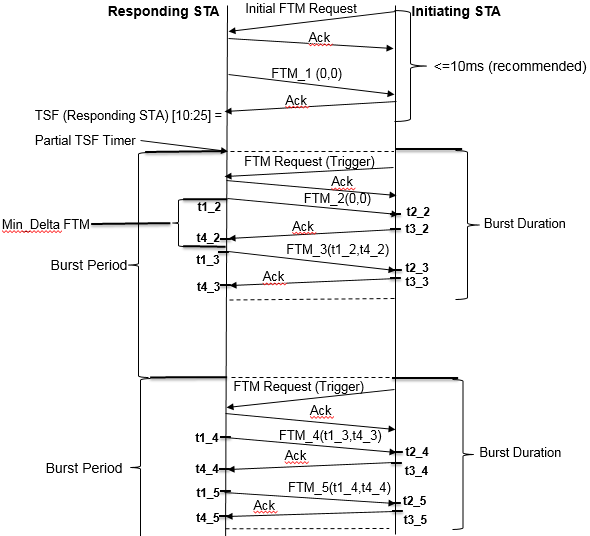 Responding STA
Initiating STA
Initial FTM Request
Ack
<=10ms (recommended)
FTM_1 (0,0)
Ack
TSF (Responding STA) [10:25] =
Partial TSF Timer
FTM Request (Trigger)
Ack
FTM_2(0,0)
t1_2
t2_2
Min_Delta FTM
Burst Duration
Ack
t3_2
t4_2
FTM_3(t1_2,t4_2)
t1_3
Burst Period
t2_3
Ack
t3_3
t4_3
FTM Request (Trigger)
Ack
t1_4
FTM_4(t1_3,t4_3)
t2_4
Burst Duration
Ack
Burst Period
t4_4
t3_4
FTM_5(t1_4,t4_4)
t1_5
t2_5
Ack
t4_5
t3_5